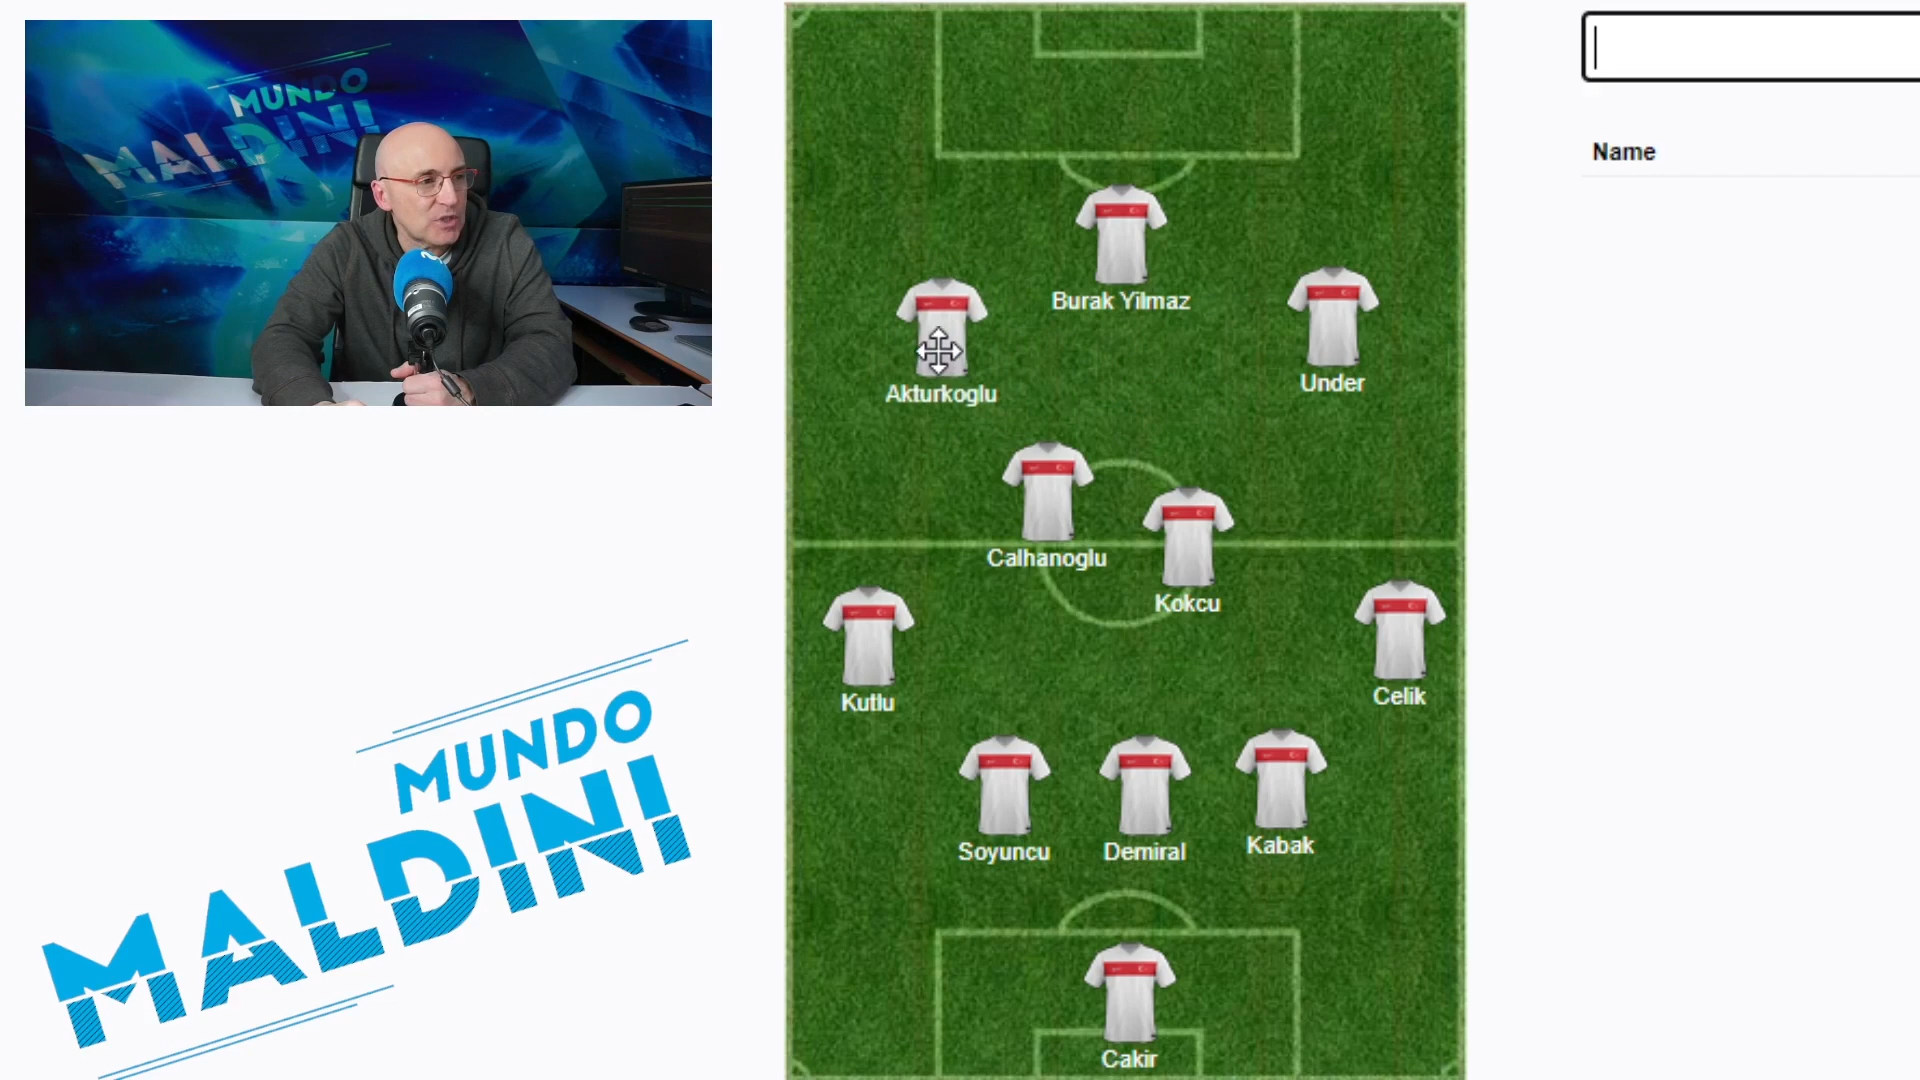 MUNDO
MALDINI
Name
Burak Yilmaz
Akturkoglu
Under
Calhanoglu
Kokcu
Kutlu
Celik
Soyuncu
Demiral
Kabak
Cakir
MUNDO
MALDINI